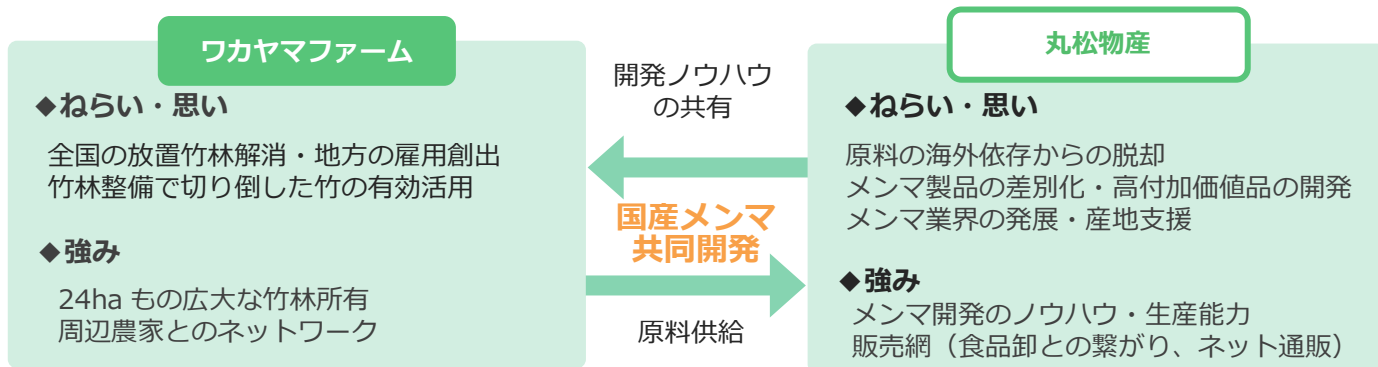 ワカヤマファーム
◆ねらい・思い
全国の放置竹林解消・地方の雇用創出
竹林整備で切り倒した竹の有効活用
◆強み
24ha もの広大な竹林所有
周辺農家とのネットワーク
開発ノウハウ
の共有
国産メンマ
共同開発
原料供給
丸松物産
◆ねらい・思い
原料の海外依存からの脱却
メンマ製品の差別化・高付加価値品の開発
メンマ業界の発展・産地支援
◆強み
メンマ開発のノウハウ・生産能力
販売網（食品卸との繋がり、ネット通販）